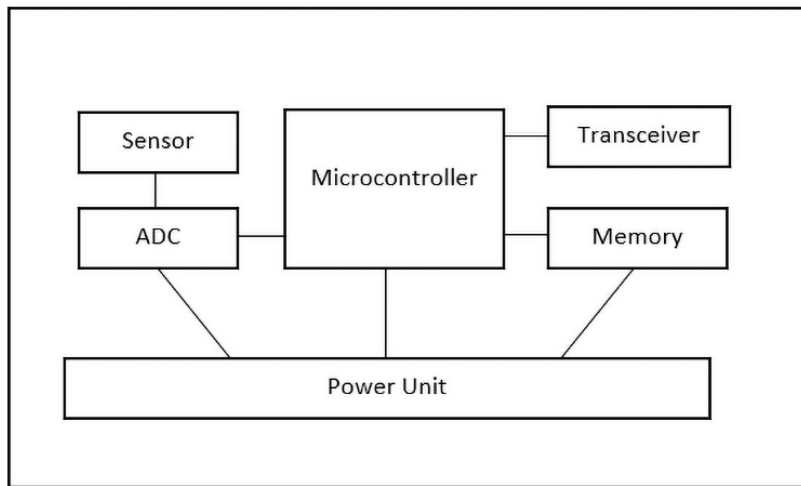 Sensor
Transceiver
Microcontroller
ADC
Memory
Power Unit